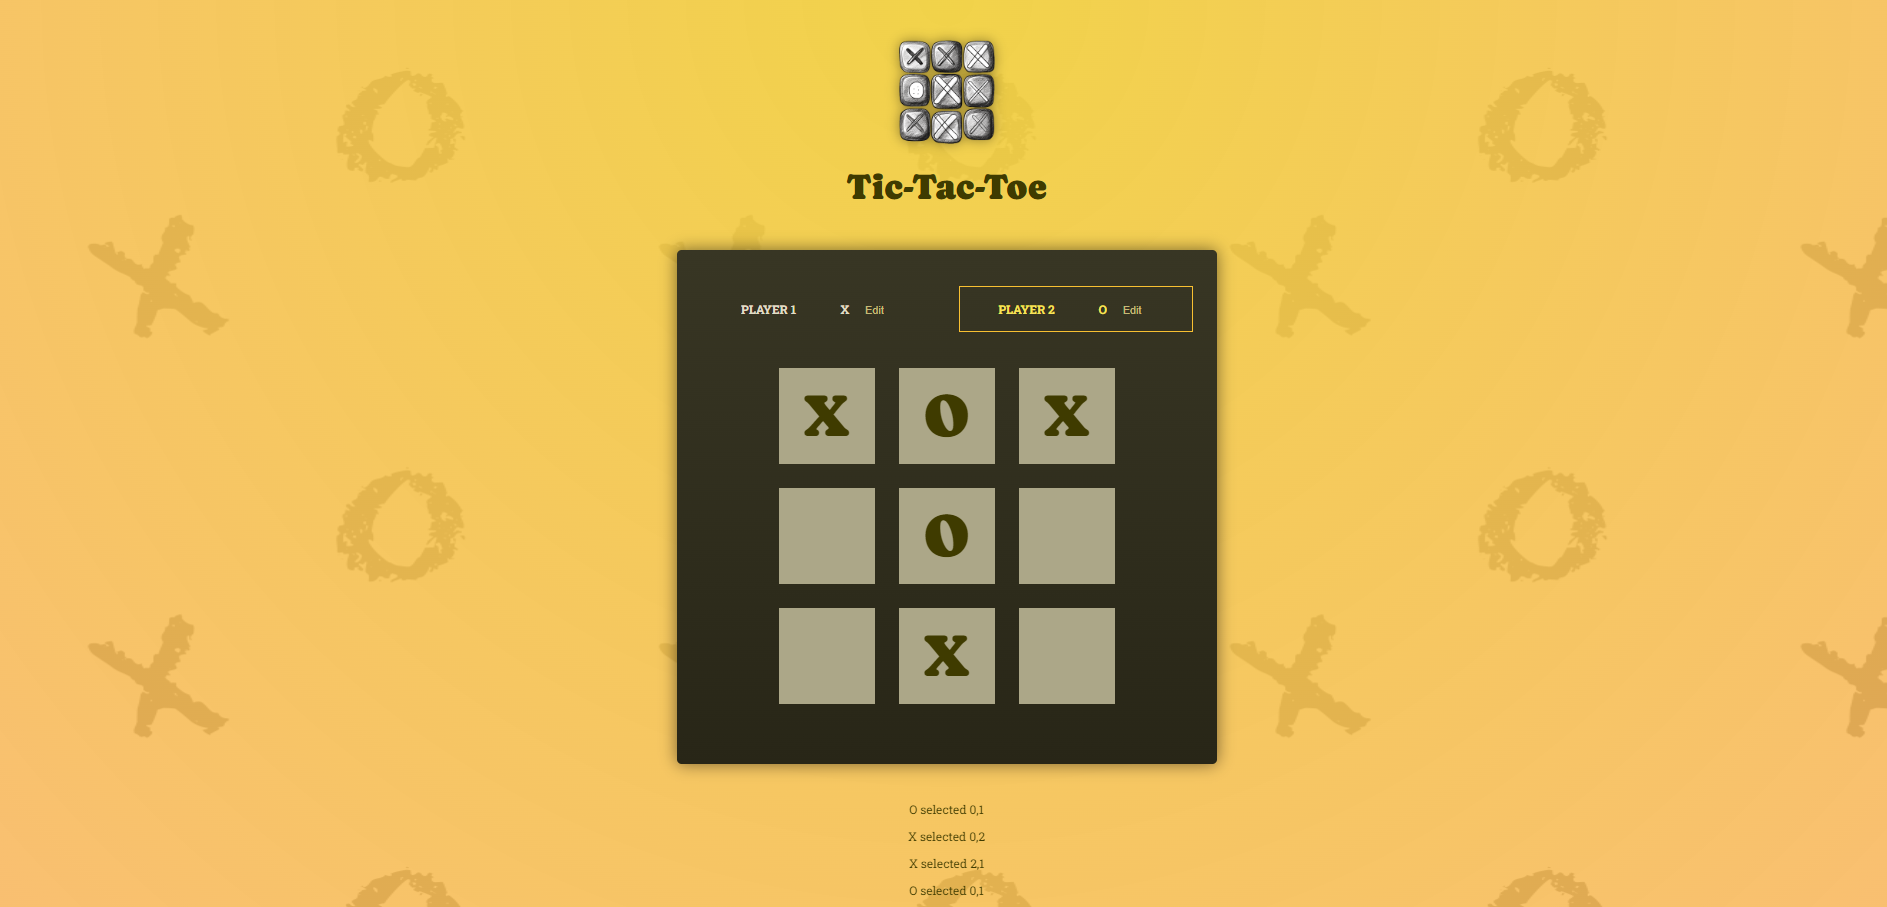 Tic-Tac-Toe
PLAYER 1 X Edit PLAYER 2 O Edit
X O X
O
X
O selected 0,1
X selected 0,2
X selected 2,1
O selected 0,1